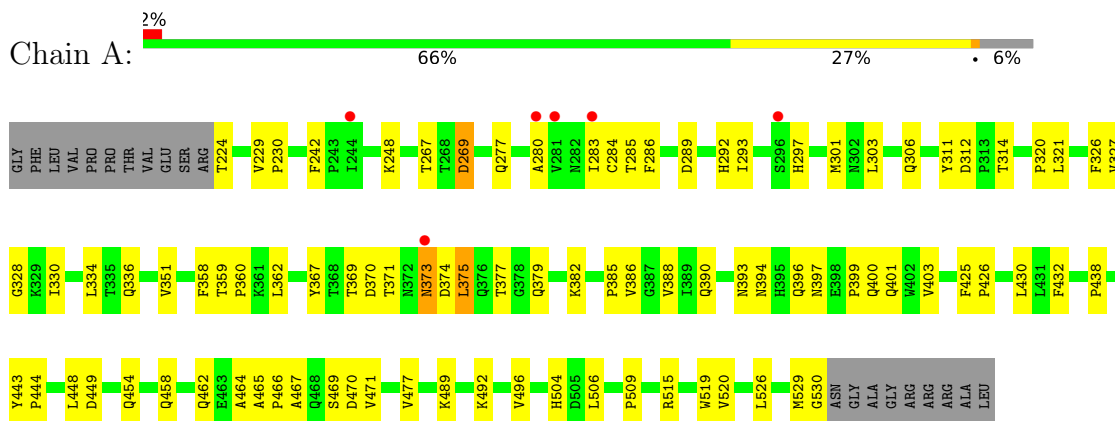 2%
Chain A:
66% 27% • 6%
GLY PHE LEU VAL PRO PRO THR VAL GLU SER ARG T224 V229 P230 F242 P243 I244 K248 T267 T268 D269 Q277 A280 V281 N282 I283 C284 T285 F286 D289 H292 I293 S296 H297 M301 N302 L303 Q306 Y311 D312 P313 T314 P320 L321 F326 V327
G328 K329 I330 L334 T335 Q336 V351 F358 T359 P360 K361 L362 Y367 T368 T369 D370 T371 N372 N373 D374 L375 Q376 T377 G378 Q379 K382 P385 V386 G387 V388 I389 Q390 N393 N394 H395 Q396 N397 E398 P399 Q400 Q401 W402 V403 F425 P426 L430 L431 F432 P438
Y443 P444 L448 D449 Q454 Q458 Q462 E463 A464 A465 P466 A467 Q468 S469 D470 V471 V477 K489 K492 V496 H504 D505 L506 P509 R515 W519 V520 L526 M529 G530 ASN GLY ALA GLY ARG ARG ARG ALA LEU